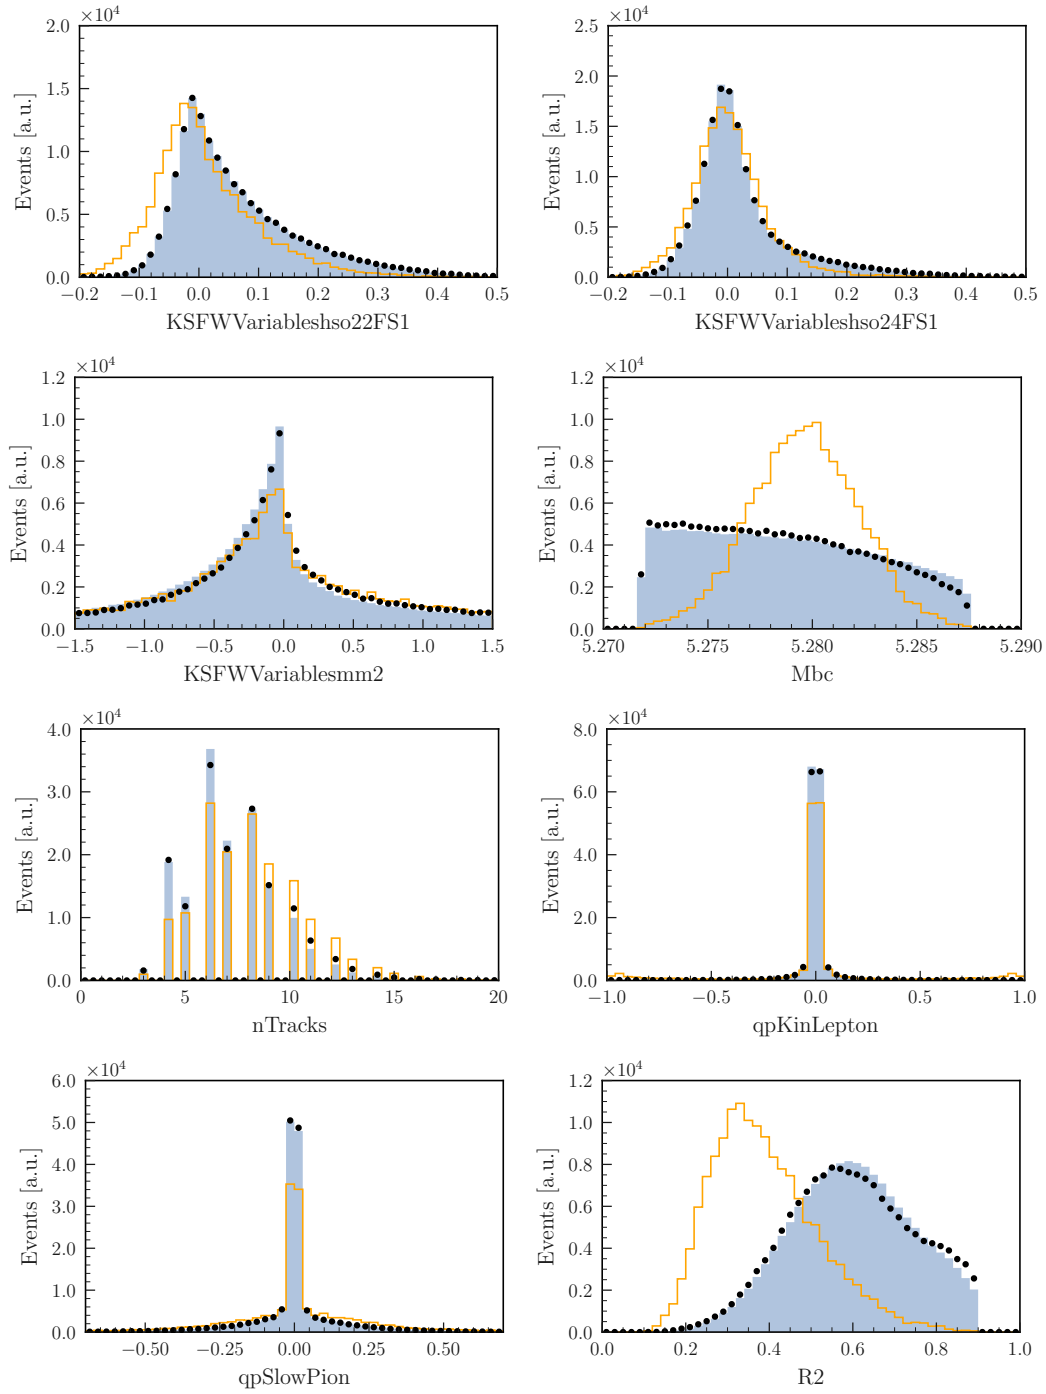 ×10⁴ ×10⁴
2.0 1.5 1.0 0.5 0.0
Events [a.u.]
−0.2 −0.1 0.0 0.1 0.2 0.3 0.4 0.5
KSFWVariableshso22FS1
2.5 2.0 1.5 1.0 0.5 0.0
Events [a.u.]
−0.2 −0.1 0.0 0.1 0.2 0.3 0.4 0.5
KSFWVariableshso24FS1
×10⁴ ×10⁴
1.2 1.0 0.8 0.6 0.4 0.2 0.0
Events [a.u.]
−1.5 −1.0 −0.5 0.0 0.5 1.0 1.5
KSFWVariablesmm2
1.2 1.0 0.8 0.6 0.4 0.2 0.0
Events [a.u.]
5.270 5.275 5.280 5.285 5.290
Mbc
×10⁴ ×10⁴
4.0 3.0 2.0 1.0 0.0
Events [a.u.]
0 5 10 15 20
nTracks
8.0 6.0 4.0 2.0 0.0
Events [a.u.]
−1.0 −0.5 0.0 0.5 1.0
qpKinLepton
×10⁴ ×10⁴
6.0 5.0 4.0 3.0 2.0 1.0 0.0
Events [a.u.]
−0.50 −0.25 0.00 0.25 0.50
qpSlowPion
1.2 1.0 0.8 0.6 0.4 0.2 0.0
Events [a.u.]
0.0 0.2 0.4 0.6 0.8 1.0
R2